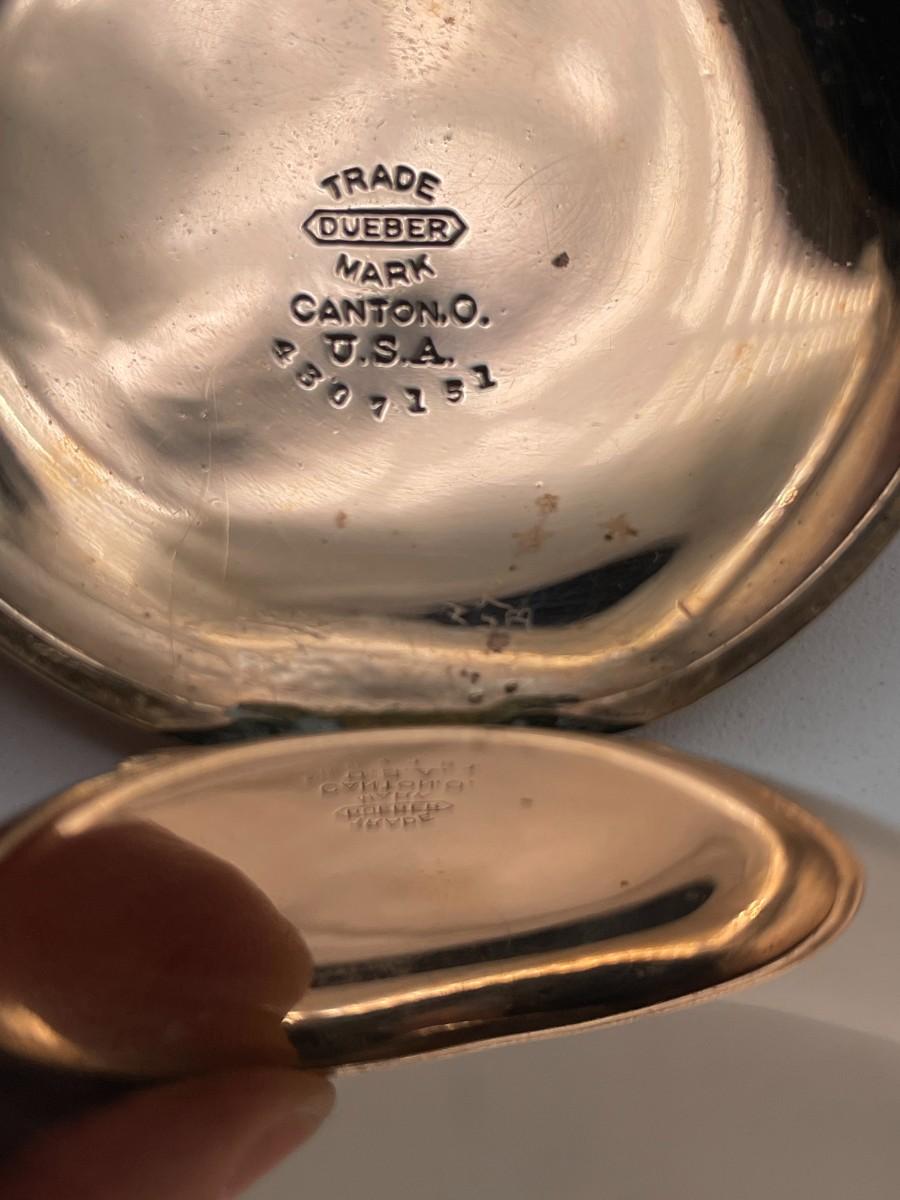 TRADE
DUEBER
MARK
CANTON, O.
U.S.A.
4307151